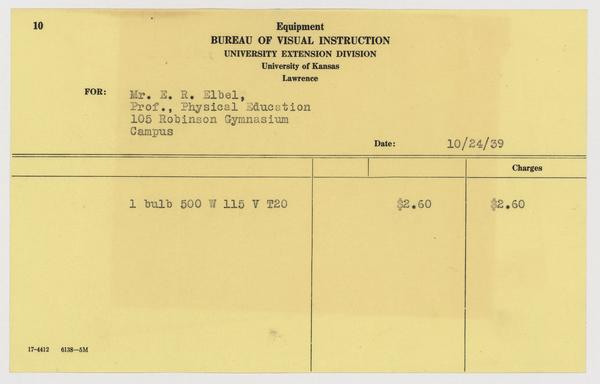 10
Equipment
BUREAU OF VISUAL INSTRUCTION
UNIVERSITY EXTENSION DIVISION
University of Kansas
Lawrence
FOR: Mr. E. R. Elbel,
Prof., Physical Education
105 Robinson Gymnasium
Campus
Date: 10/24/39
Charges
1 bulb 500 W 115 V T20 $2.60 $2.60
17-4412 6138—5M